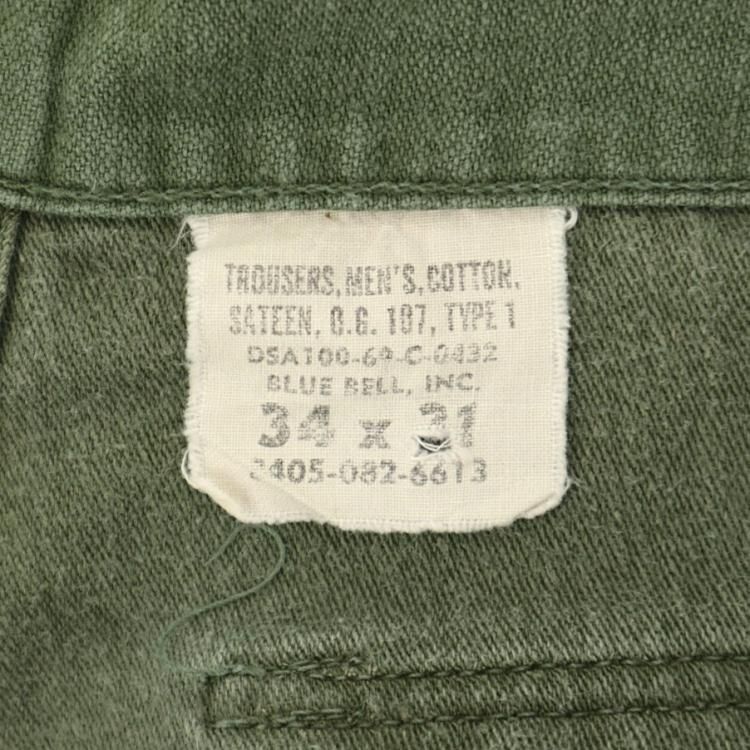 TROUSERS, MEN'S, COTTON,
SATEEN, O.G. 107, TYPE 1
DSA100-69-C-0432
BLUE BELL, INC.
34 x 31
8405-082-6613